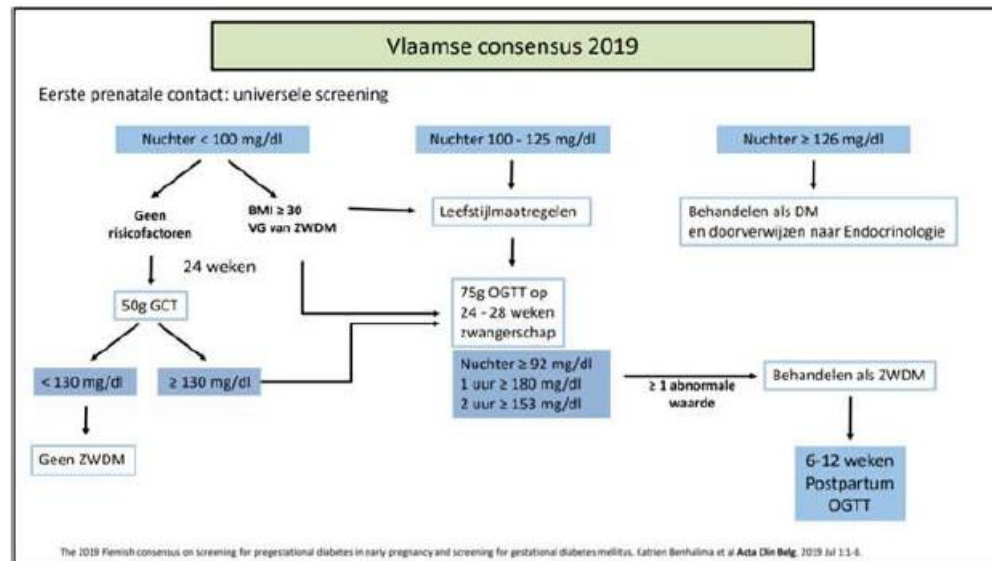 Vlaamse consensus 2019
Eerste prenatale contact: universele screening
Nuchter < 100 mg/dl
Nuchter 100 - 125 mg/dl
Nuchter ≥ 126 mg/dl
Geen
risicofactoren
BMI ≥ 30
VG van ZWDM
Leefstijlmaatregelen
Behandelen als DM
en doorverwijzen naar Endocrinologie
24 weken
50g GCT
75g OGTT op
24 - 28 weken
zwangerschap
< 130 mg/dl
≥ 130 mg/dl
Nuchter ≥ 92 mg/dl
1 uur ≥ 180 mg/dl
2 uur ≥ 153 mg/dl
≥ 1 abnormale
waarde
Behandelen als ZWDM
Geen ZWDM
6-12 weken
Postpartum
OGTT
The 2019 Flemish consensus on screening for pregestational diabetes in early pregnancy and screening for gestational diabetes mellitus. Katrien Benhalima et al Acta Clin Belg. 2019 Jul 1:1-8.